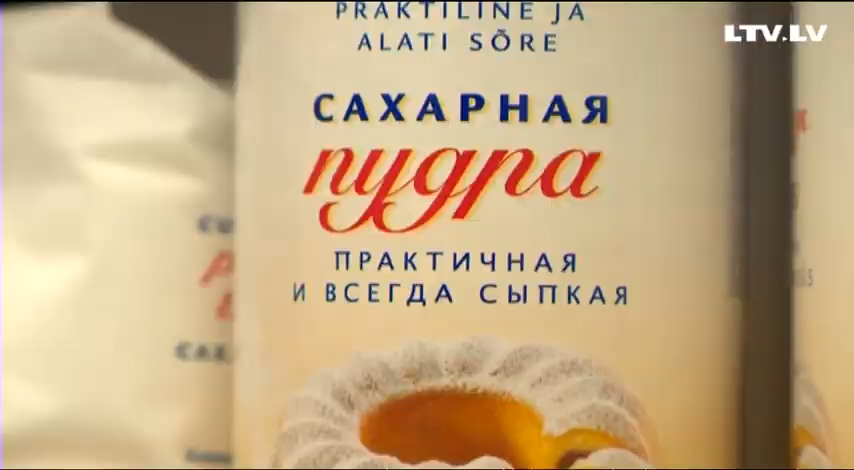 LTV.LV
PRAKTILINE JA
ALATI SÕRE
САХАРНАЯ
пудра
ПРАКТИЧНАЯ
И ВСЕГДА СЫПКАЯ